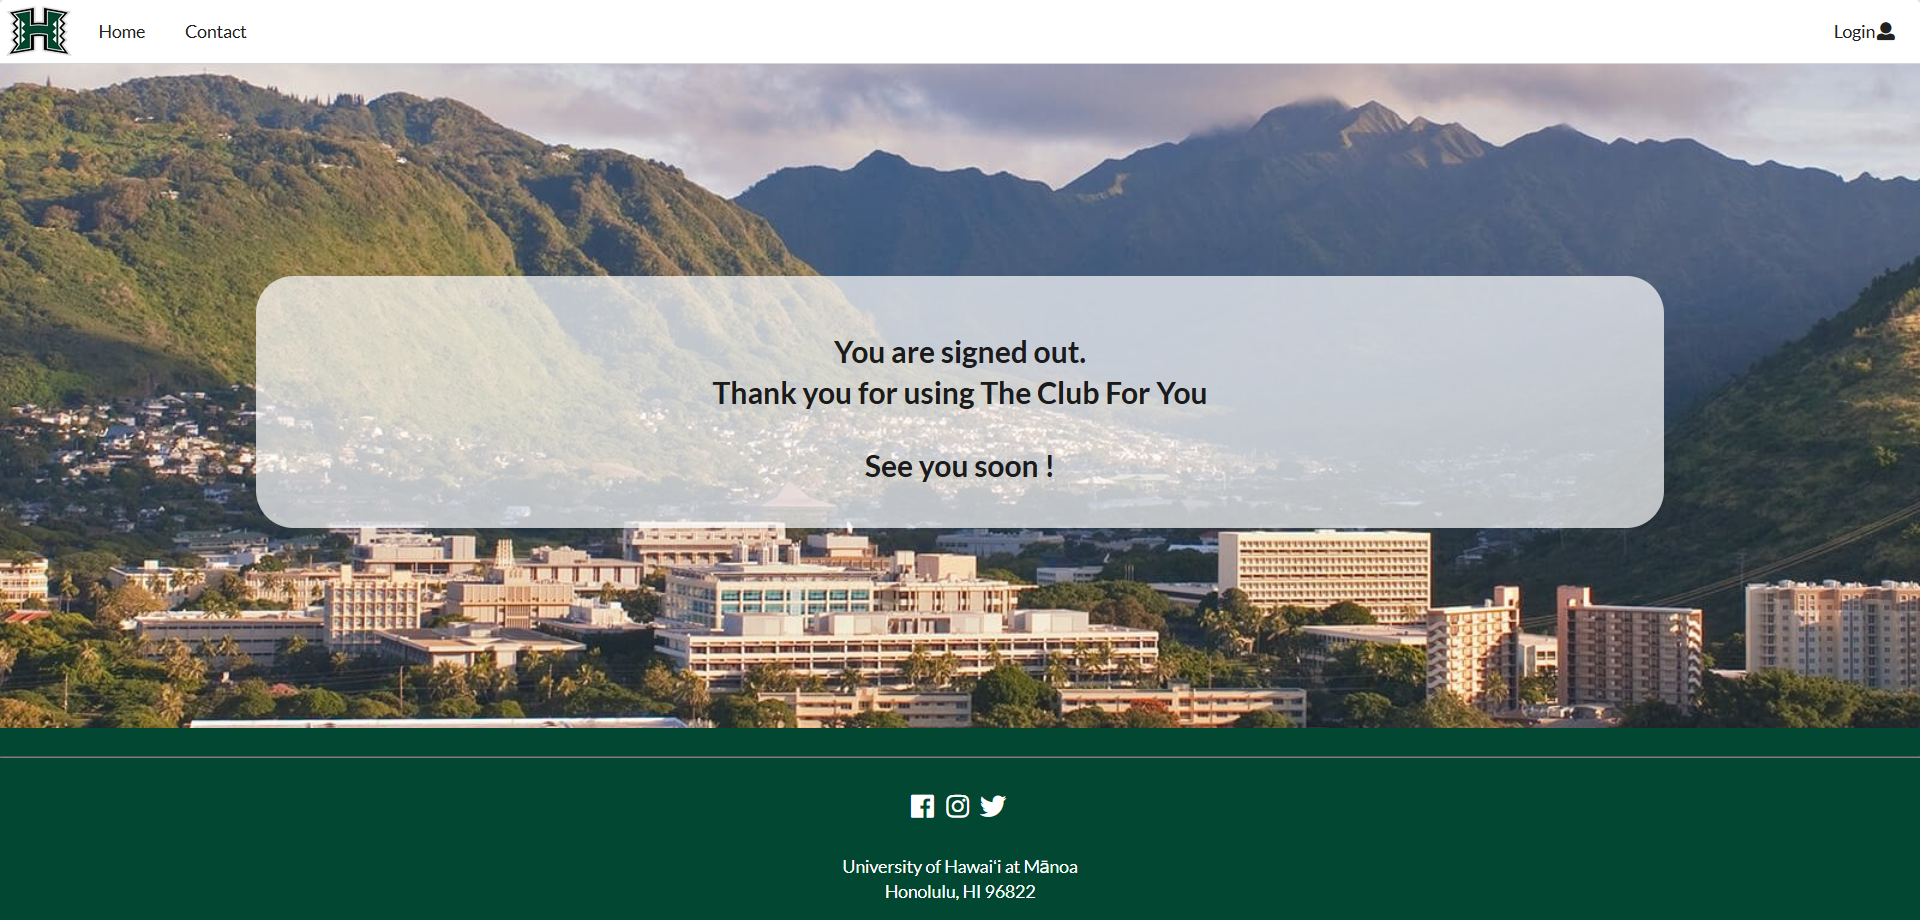 Home
Contact
Login
You are signed out.
Thank you for using The Club For You
See you soon !
University of Hawaiʻi at Mānoa
Honolulu, HI 96822